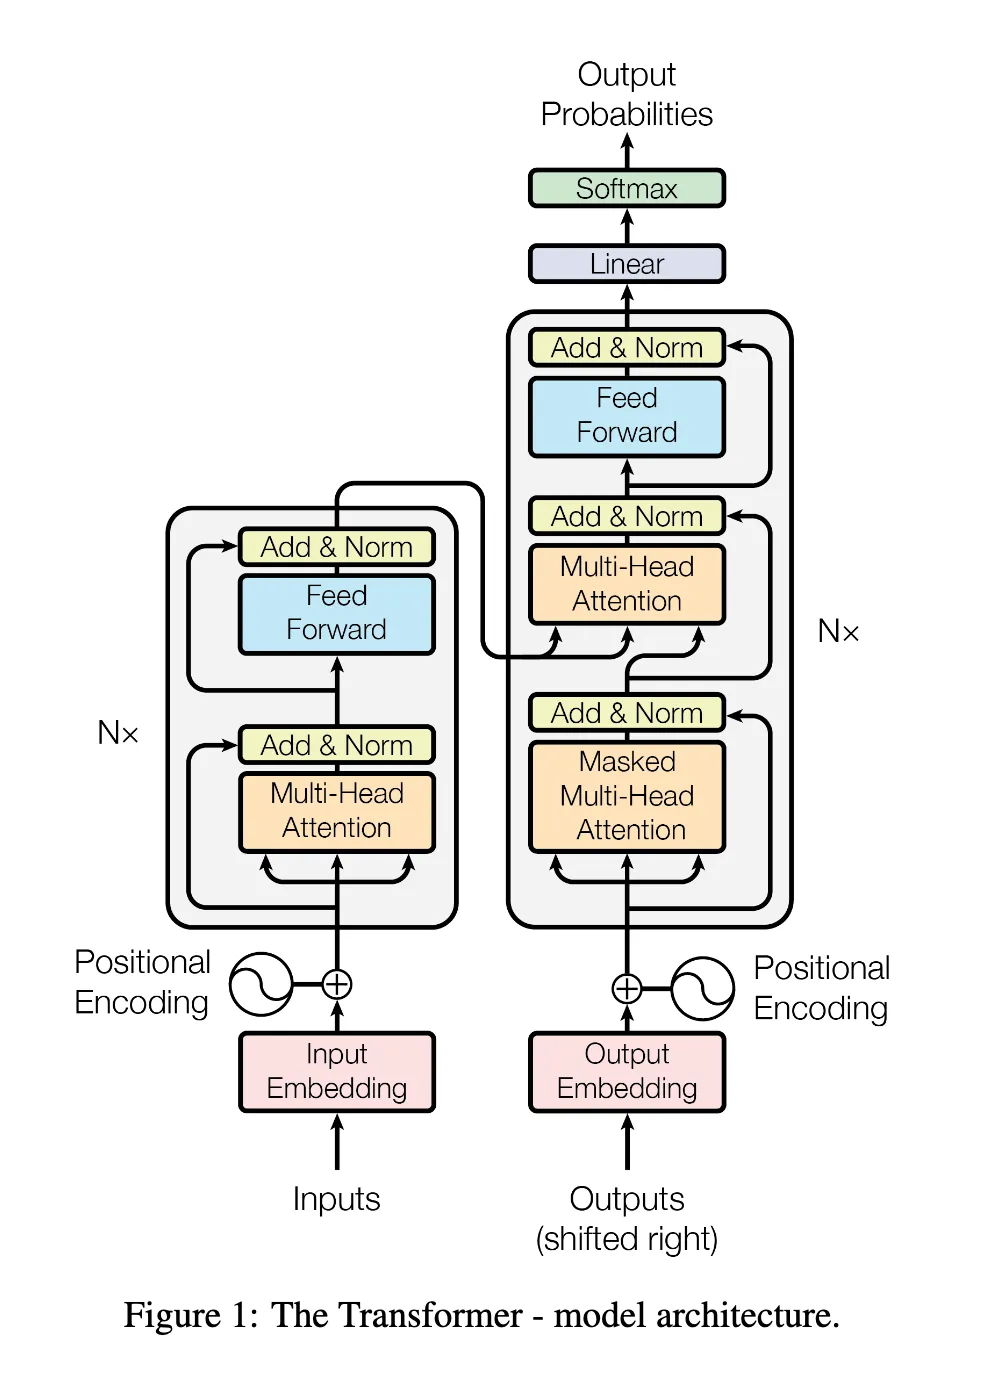 Output
Probabilities
Softmax
Linear
Add & Norm
Feed
Forward
Add & Norm
Multi-Head
Attention
Add & Norm
Masked
Multi-Head
Attention
N×
Add & Norm
Feed
Forward
Add & Norm
Multi-Head
Attention
N×
Positional
Encoding
Positional
Encoding
Input
Embedding
Output
Embedding
Inputs
Outputs
(shifted right)
Figure 1: The Transformer - model architecture.